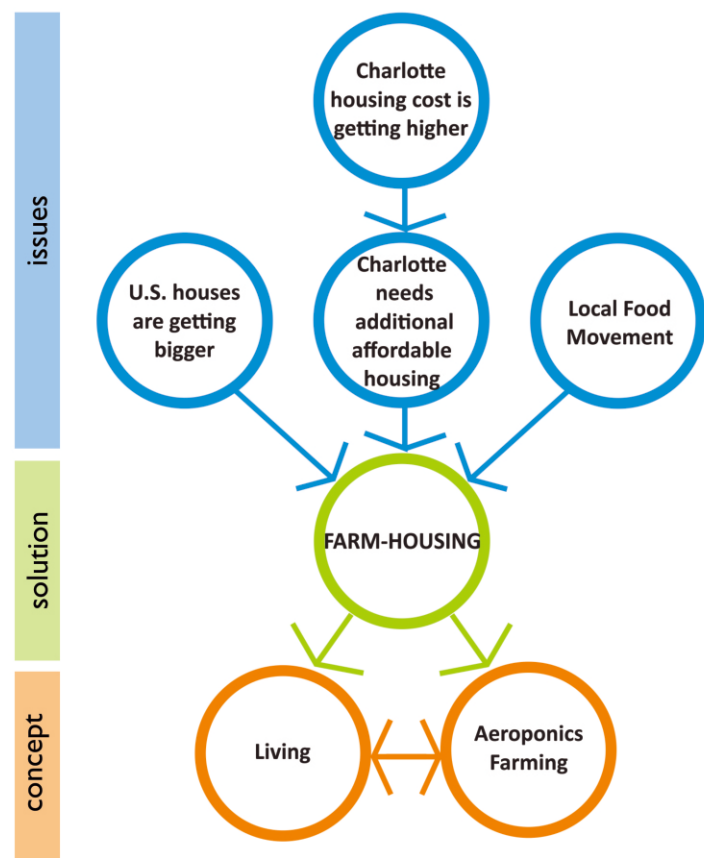 issues
Charlotte
housing cost is
getting higher
U.S. houses
are getting
bigger
Charlotte
needs
additional
affordable
housing
Local Food
Movement
solution
FARM-HOUSING
concept
Living
Aeroponics
Farming